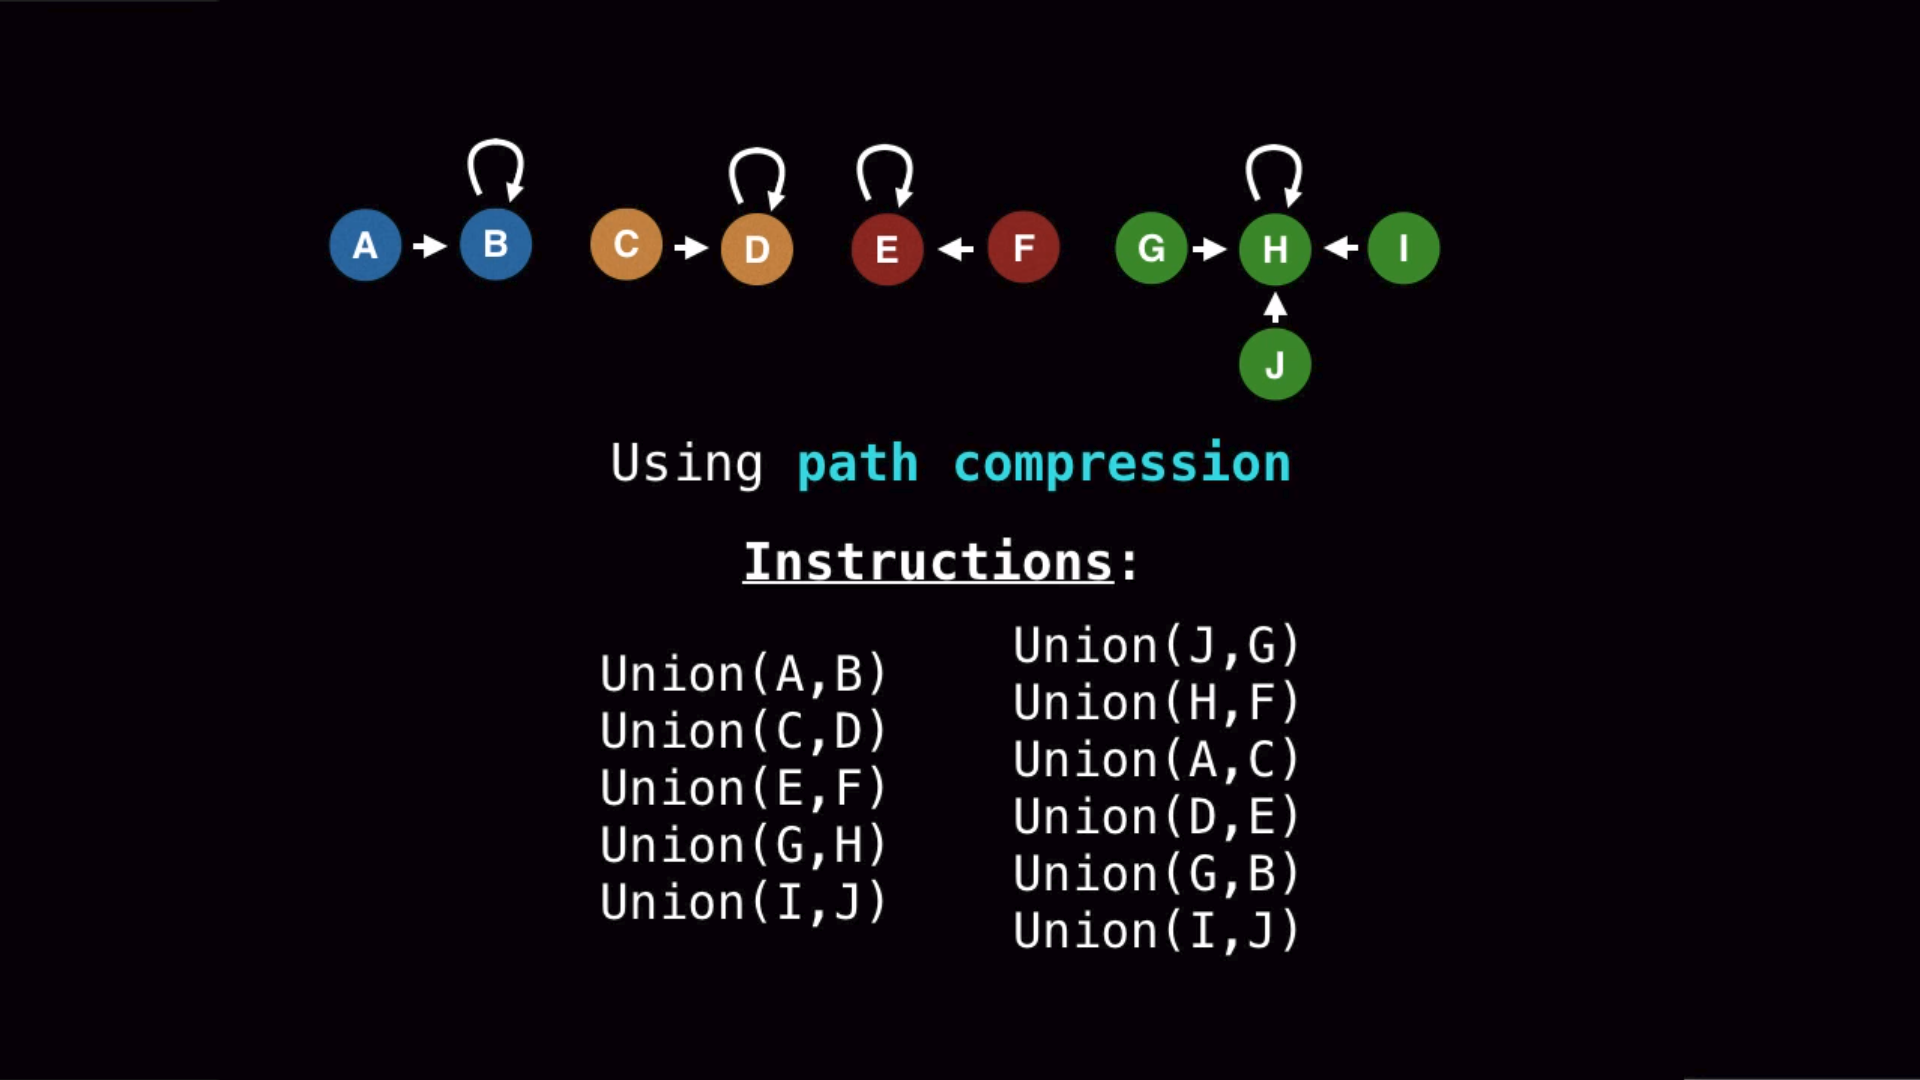 A B C D E F G H I
J
Using path compression
Instructions:
Union(A,B)
Union(C,D)
Union(E,F)
Union(G,H)
Union(I,J)
Union(J,G)
Union(H,F)
Union(A,C)
Union(D,E)
Union(G,B)
Union(I,J)